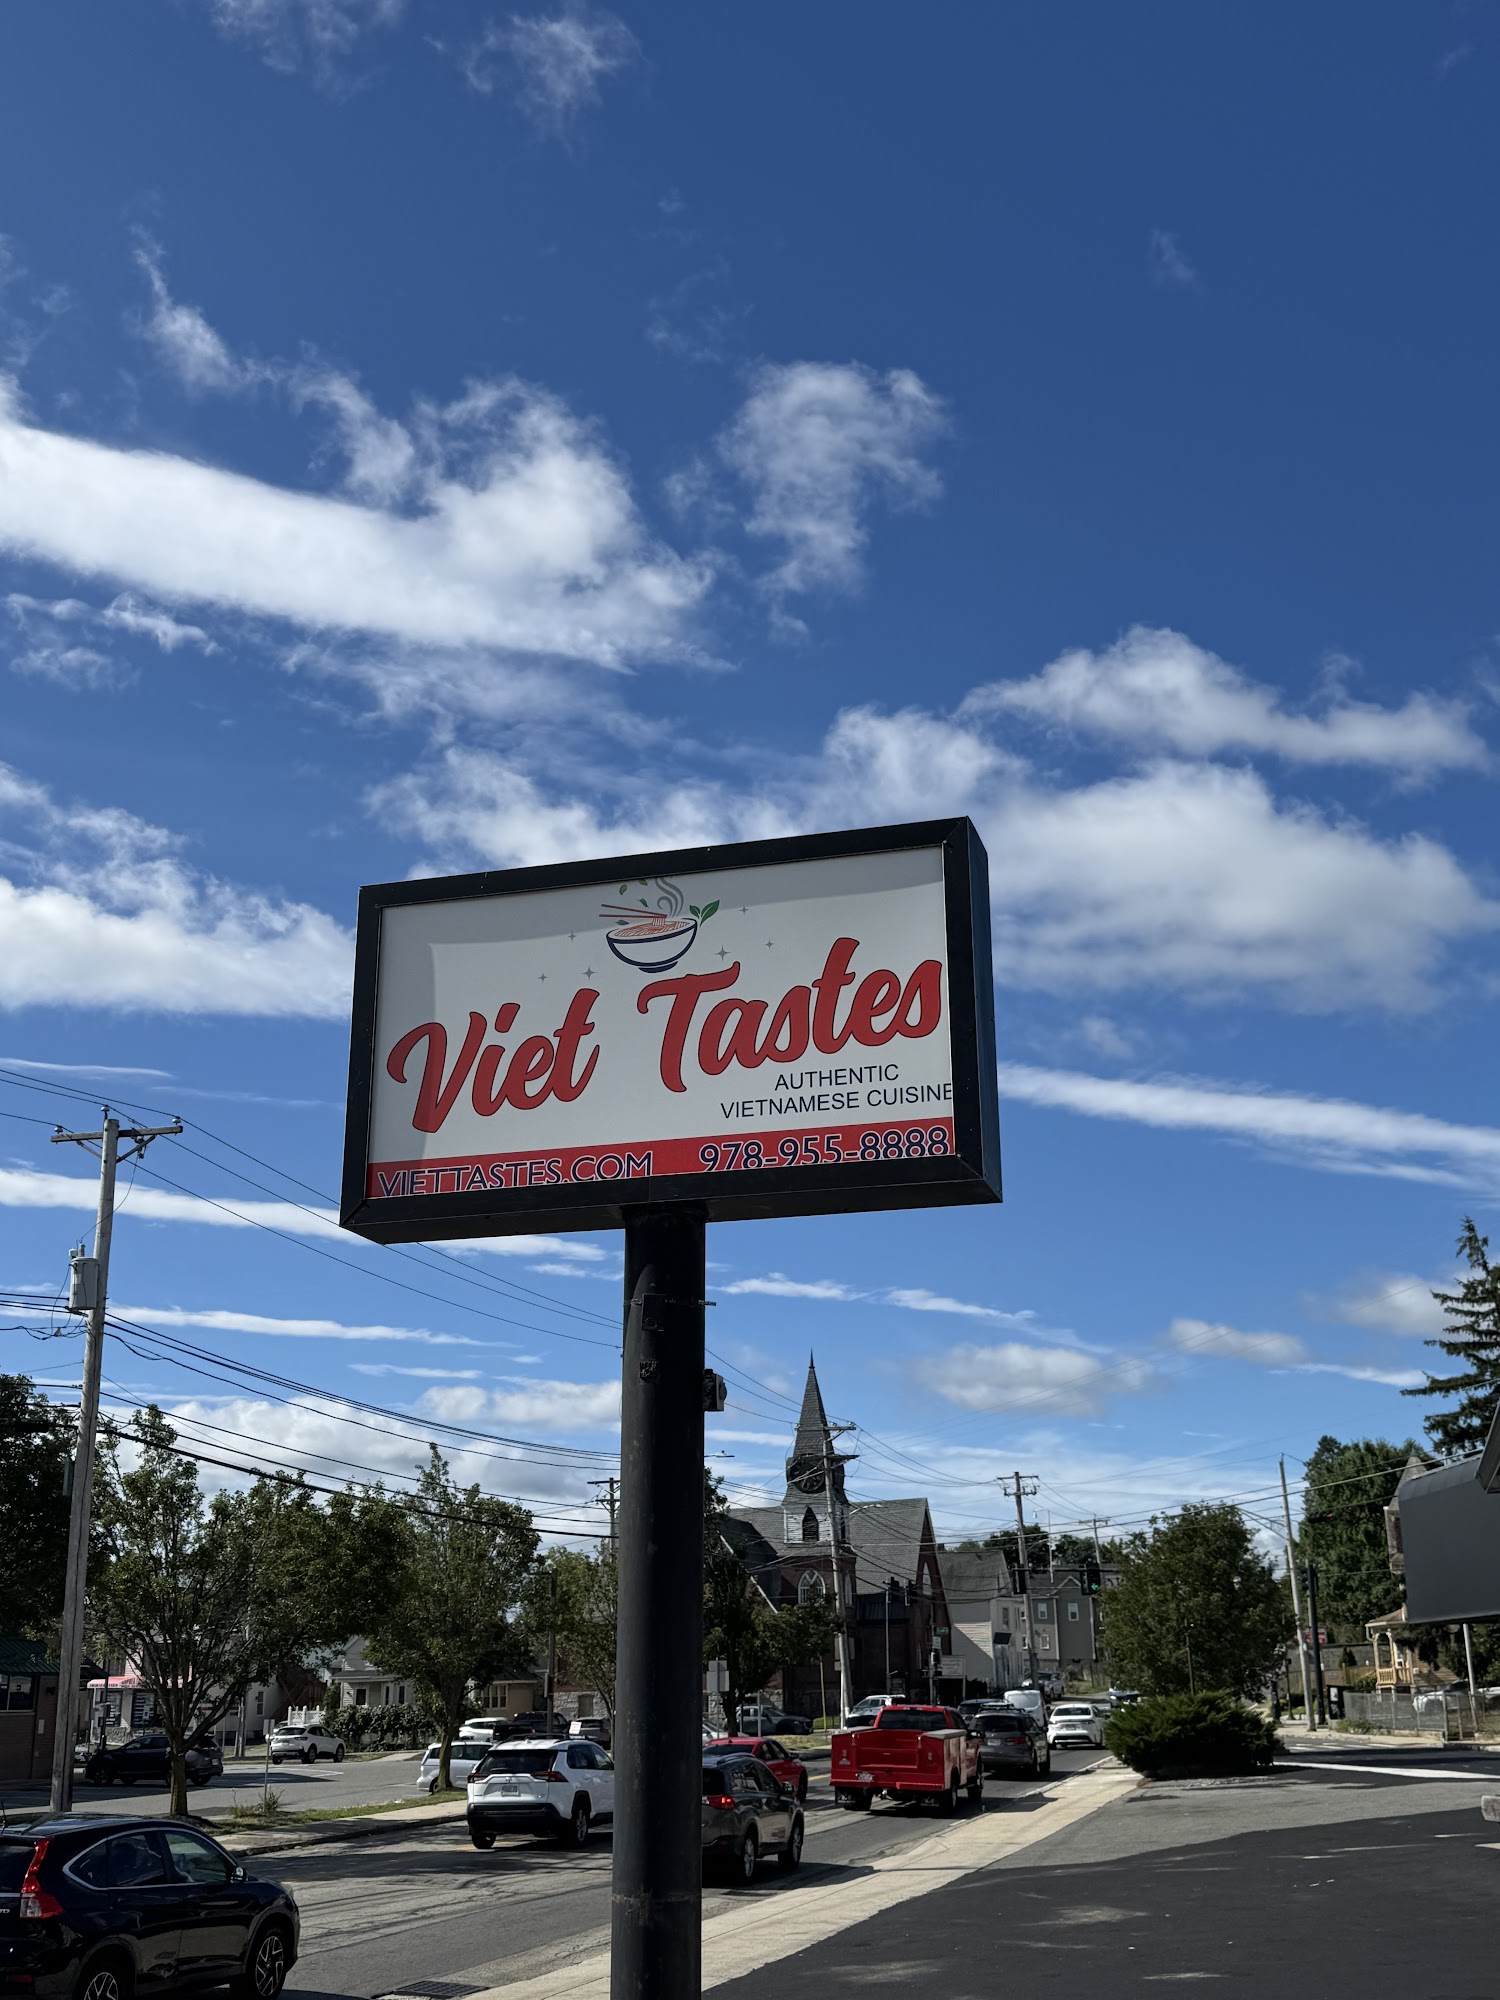 Viet Tastes
AUTHENTIC
VIETNAMESE CUISINE
VIETTASTES.COM 978-955-8888